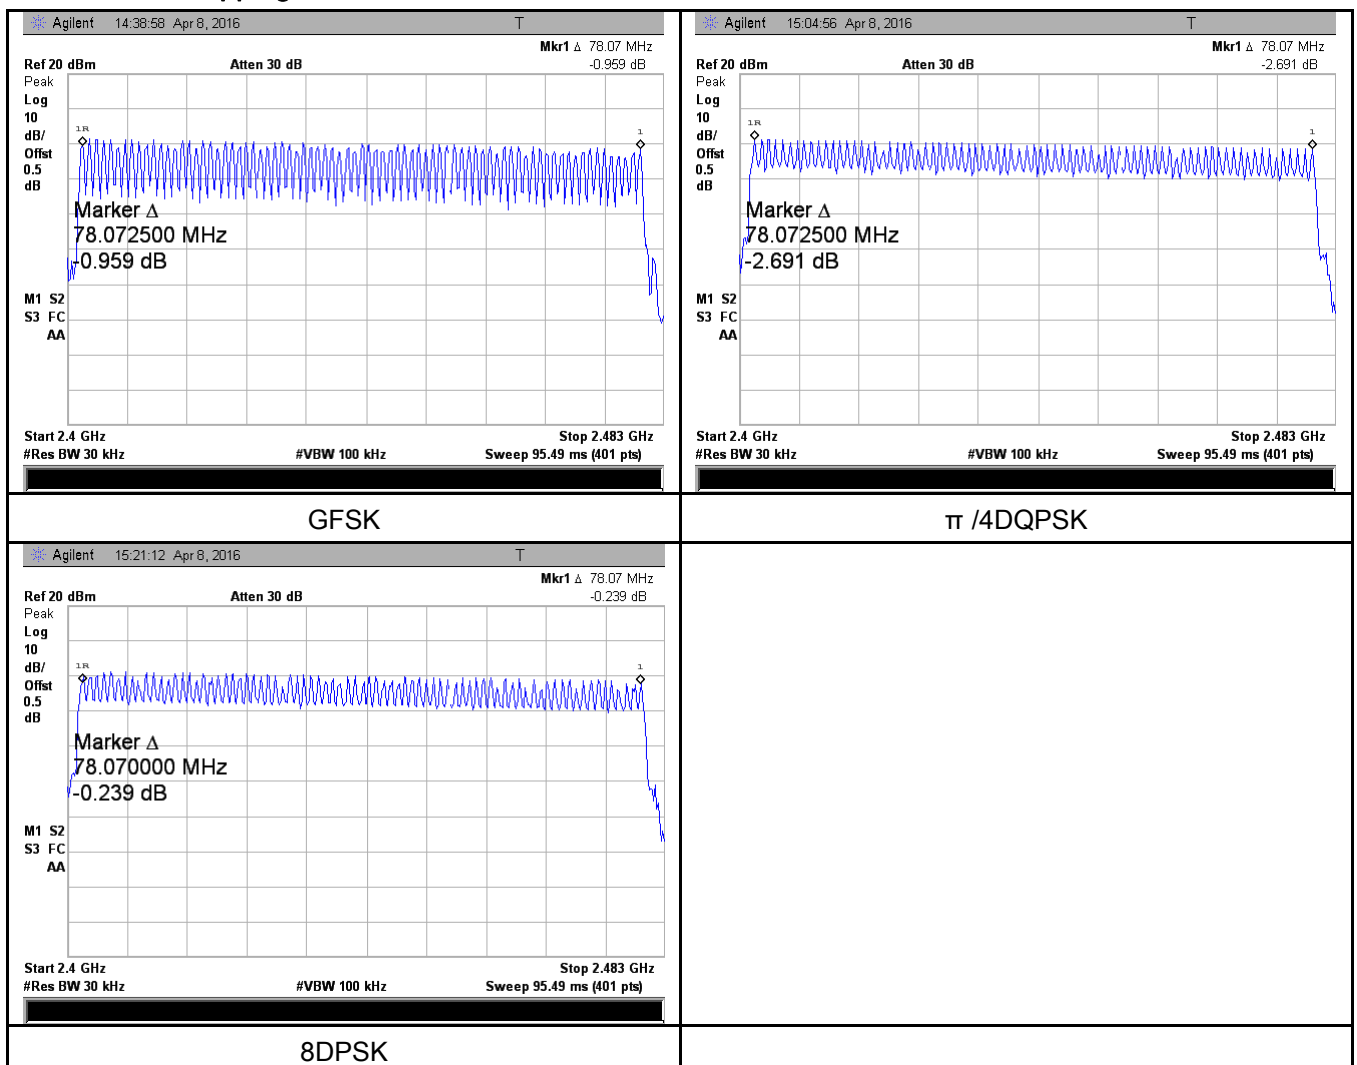 Agilent 14:38:58 Apr 8, 2016 T
Mkr1 Δ 78.07 MHz
Ref 20 dBm Atten 30 dB -0.959 dB
Peak
Log
10
dB/
Offst
0.5
dB
1R
1
Marker Δ
78.072500 MHz
-0.959 dB
M1 S2
S3 FC
AA
Start 2.4 GHz Stop 2.483 GHz
#Res BW 30 kHz #VBW 100 kHz Sweep 95.49 ms (401 pts)
GFSK
Agilent 15:04:56 Apr 8, 2016 T
Mkr1 Δ 78.07 MHz
Ref 20 dBm Atten 30 dB -2.691 dB
Peak
Log
10
dB/
Offst
0.5
dB
1R
1
Marker Δ
78.072500 MHz
-2.691 dB
M1 S2
S3 FC
AA
Start 2.4 GHz Stop 2.483 GHz
#Res BW 30 kHz #VBW 100 kHz Sweep 95.49 ms (401 pts)
π /4DQPSK
Agilent 15:21:12 Apr 8, 2016 T
Mkr1 Δ 78.07 MHz
Ref 20 dBm Atten 30 dB -0.239 dB
Peak
Log
10
dB/
Offst
0.5
dB
1R
1
Marker Δ
78.070000 MHz
-0.239 dB
M1 S2
S3 FC
AA
Start 2.4 GHz Stop 2.483 GHz
#Res BW 30 kHz #VBW 100 kHz Sweep 95.49 ms (401 pts)
8DPSK